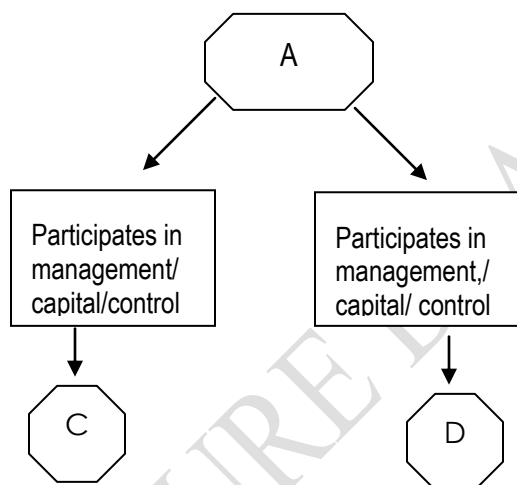 A
Participates in
management/
capital/control
Participates in
management,/
capital/ control
C
D